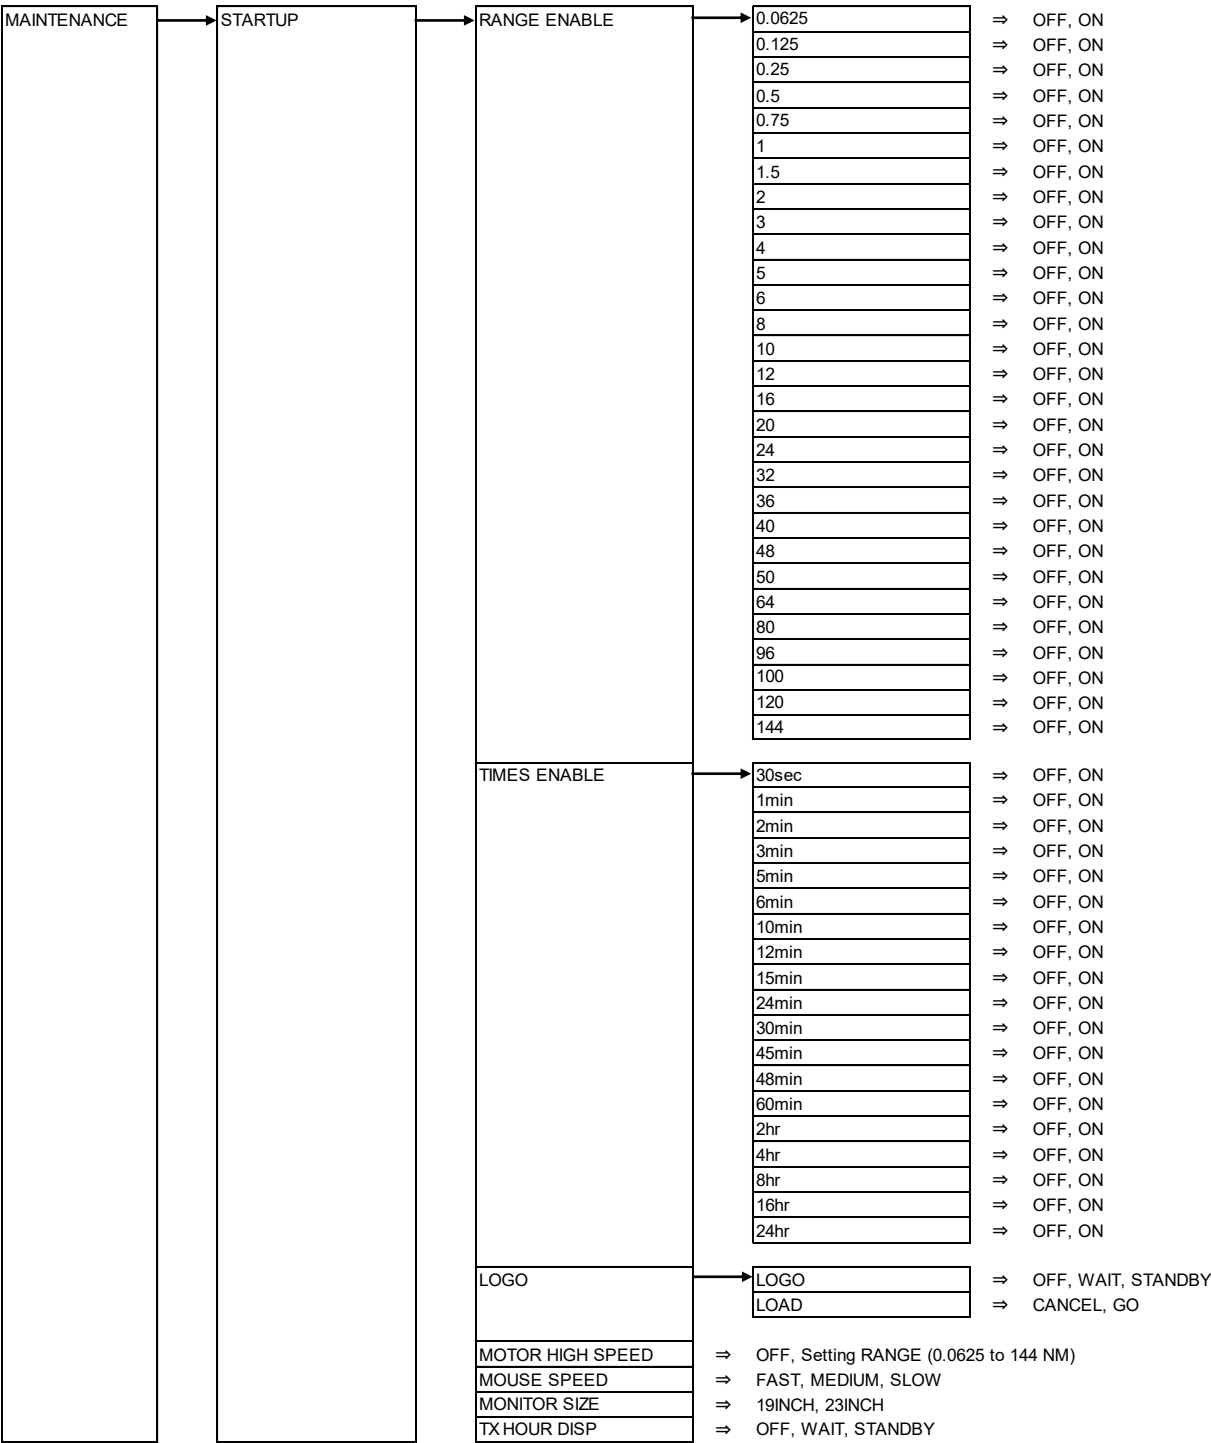 MAINTENANCE STARTUP RANGE ENABLE 0.0625 ⇒ OFF, ON
0.125 ⇒ OFF, ON
0.25 ⇒ OFF, ON
0.5 ⇒ OFF, ON
0.75 ⇒ OFF, ON
1 ⇒ OFF, ON
1.5 ⇒ OFF, ON
2 ⇒ OFF, ON
3 ⇒ OFF, ON
4 ⇒ OFF, ON
5 ⇒ OFF, ON
6 ⇒ OFF, ON
8 ⇒ OFF, ON
10 ⇒ OFF, ON
12 ⇒ OFF, ON
16 ⇒ OFF, ON
20 ⇒ OFF, ON
24 ⇒ OFF, ON
32 ⇒ OFF, ON
36 ⇒ OFF, ON
40 ⇒ OFF, ON
48 ⇒ OFF, ON
50 ⇒ OFF, ON
64 ⇒ OFF, ON
80 ⇒ OFF, ON
96 ⇒ OFF, ON
100 ⇒ OFF, ON
120 ⇒ OFF, ON
144 ⇒ OFF, ON
TIMES ENABLE 30sec ⇒ OFF, ON
1min ⇒ OFF, ON
2min ⇒ OFF, ON
3min ⇒ OFF, ON
5min ⇒ OFF, ON
6min ⇒ OFF, ON
10min ⇒ OFF, ON
12min ⇒ OFF, ON
15min ⇒ OFF, ON
24min ⇒ OFF, ON
30min ⇒ OFF, ON
45min ⇒ OFF, ON
48min ⇒ OFF, ON
60min ⇒ OFF, ON
2hr ⇒ OFF, ON
4hr ⇒ OFF, ON
8hr ⇒ OFF, ON
16hr ⇒ OFF, ON
24hr ⇒ OFF, ON
LOGO LOGO ⇒ OFF, WAIT, STANDBY
LOAD ⇒ CANCEL, GO
MOTOR HIGH SPEED ⇒ OFF, Setting RANGE (0.0625 to 144 NM)
MOUSE SPEED ⇒ FAST, MEDIUM, SLOW
MONITOR SIZE ⇒ 19INCH, 23INCH
TX HOUR DISP ⇒ OFF, WAIT, STANDBY